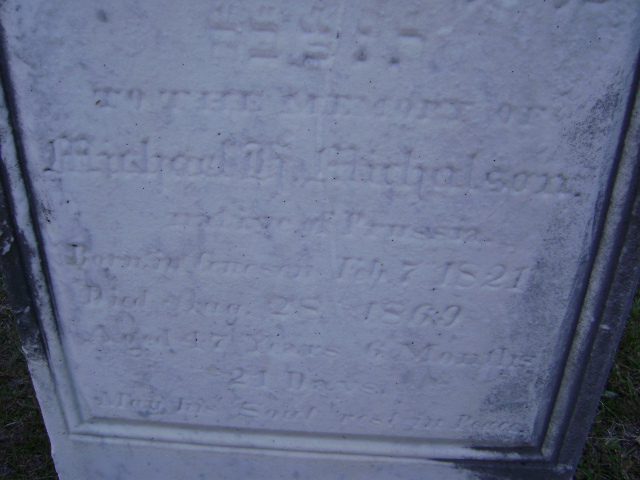 TO THE MEMORY OF
Michael H. Nicholson
native of Prussia.
Born in Gnesen Feb. 7 1821
Died Aug. 28 1869
Aged 47 Years 6 Months
21 Days.
May his Soul rest in Peace